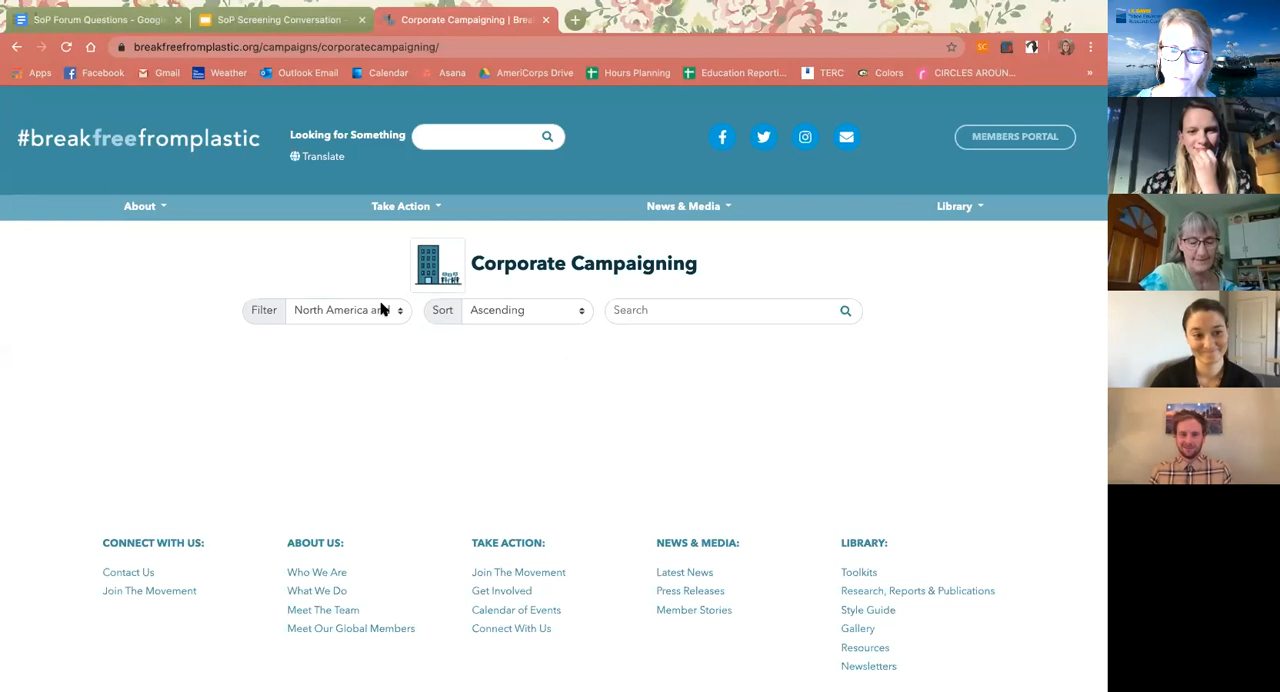 SoP Forum Questions - Google
SoP Screening Conversation -
Corporate Campaigning | Brea
breakfreefromplastic.org/campaigns/corporatecampaigning/
Apps
Facebook
Gmail
Weather
Outlook Email
Calendar
Asana
AmeriCorps Drive
Hours Planning
Education Reporti...
TERC
Colors
CIRCLES AROUN...
»
#breakfreefromplastic
Looking for Something
Translate
MEMBERS PORTAL
About
Take Action
News & Media
Library
Corporate Campaigning
Filter
North America an
Sort
Ascending
Search
CONNECT WITH US:
Contact Us
Join The Movement
ABOUT US:
Who We Are
What We Do
Meet The Team
Meet Our Global Members
TAKE ACTION:
Join The Movement
Get Involved
Calendar of Events
Connect With Us
NEWS & MEDIA:
Latest News
Press Releases
Member Stories
LIBRARY:
Toolkits
Research, Reports & Publications
Style Guide
Gallery
Resources
Newsletters